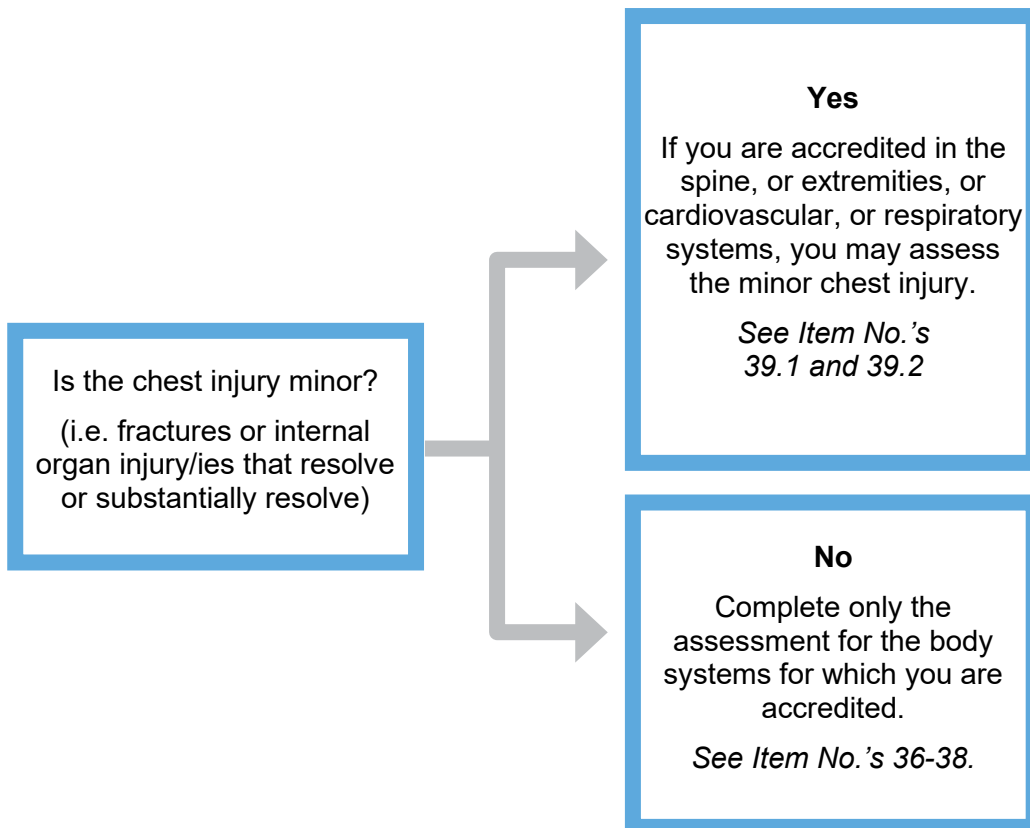 Is the chest injury minor?
(i.e. fractures or internal
organ injury/ies that resolve
or substantially resolve)
Yes
If you are accredited in the
spine, or extremities, or
cardiovascular, or respiratory
systems, you may assess
the minor chest injury.
See Item No.’s
39.1 and 39.2
No
Complete only the
assessment for the body
systems for which you are
accredited.
See Item No.’s 36-38.